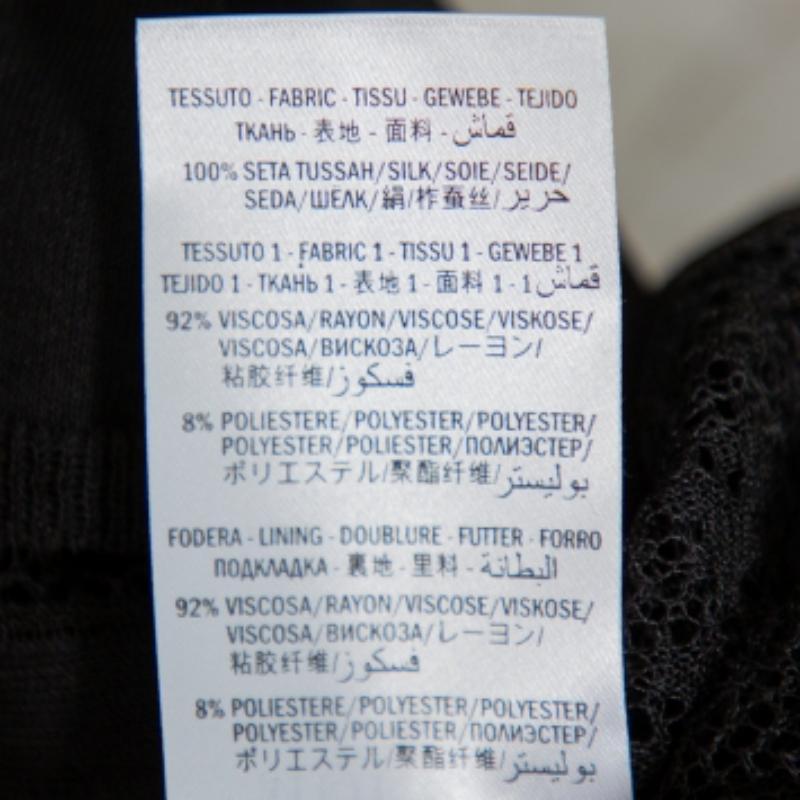 TESSUTO - FABRIC - TISSU - GEWEBE - TEJIDO
ТКАНЬ - 表地 - 面料 - قماش
100% SETA TUSSAH/SILK/SOIE/SEIDE/
SEDA/ШЕЛК/絹/柞蚕丝/حرير
TESSUTO 1 - FABRIC 1 - TISSU 1 - GEWEBE 1
TEJIDO 1 - ТКАНЬ 1 - 表地 1 - 面料 1 - 1 قماش
92% VISCOSA/RAYON/VISCOSE/VISKOSE/
VISCOSA/ВИСКОЗА/レーヨン/
粘胶纤维/فسكوز
8% POLIESTERE/POLYESTER/POLYESTER/
POLYESTER/POLIESTER/ПОЛИЭСТЕР/
ポリエステル/聚酯纤维/بوليستر
FODERA - LINING - DOUBLURE - FUTTER - FORRO
ПОДКЛАДКА - 裏地 - 里料 - البطانة
92% VISCOSA/RAYON/VISCOSE/VISKOSE/
VISCOSA/ВИСКОЗА/レーヨン/
粘胶纤维/فسكوز
8% POLIESTERE/POLYESTER/POLYESTER/
POLYESTER/POLIESTER/ПОЛИЭСТЕР/
ポリエステル/聚酯纤维/بوليستر